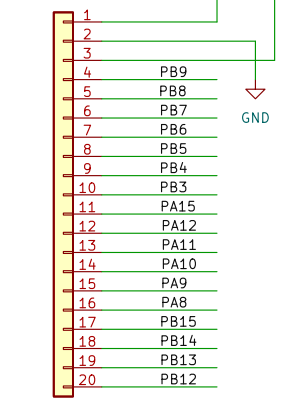 1
2
3
4 PB9
5 PB8
6 PB7
7 PB6
8 PB5
9 PB4
10 PB3
11 PA15
12 PA12
13 PA11
14 PA10
15 PA9
16 PA8
17 PB15
18 PB14
19 PB13
20 PB12
GND